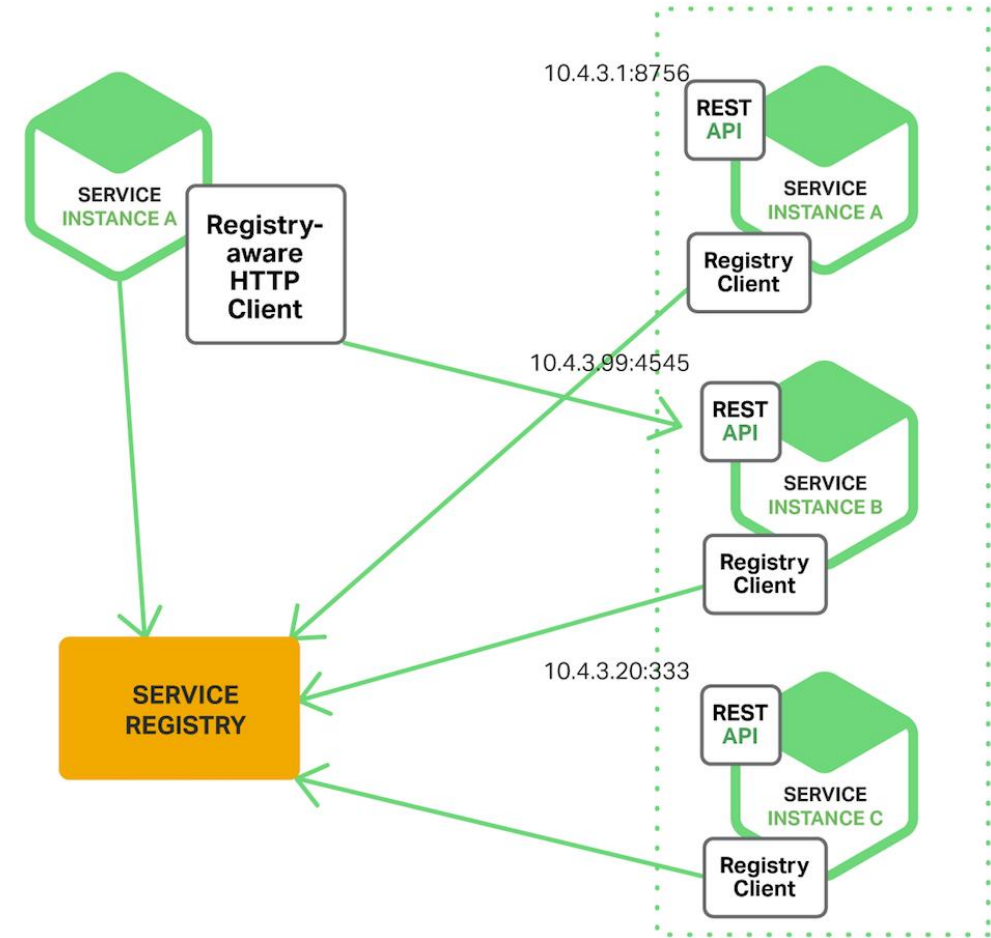 SERVICE
INSTANCE A
Registry-
aware
HTTP
Client
SERVICE
REGISTRY
10.4.3.1:8756
REST
API
SERVICE
INSTANCE A
Registry
Client
10.4.3.99:4545
REST
API
SERVICE
INSTANCE B
Registry
Client
10.4.3.20:333
REST
API
SERVICE
INSTANCE C
Registry
Client